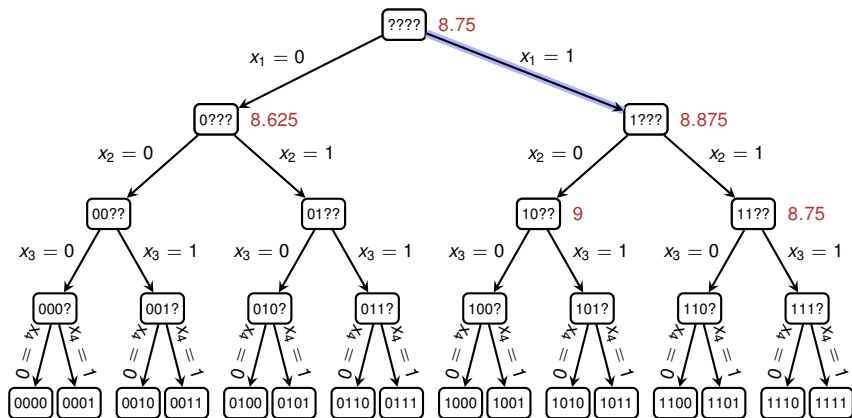 ???? 8.75
x₁ = 0 x₁ = 1
0??? 8.625 1??? 8.875
x₂ = 0 x₂ = 1 x₂ = 0 x₂ = 1
00?? 01?? 10?? 9 11?? 8.75
x₃ = 0 x₃ = 1 x₃ = 0 x₃ = 1 x₃ = 0 x₃ = 1 x₃ = 0 x₃ = 1
000? 001? 010? 011? 100? 101? 110? 111?
x₄ = 0 x₄ = 1 x₄ = 0 x₄ = 1 x₄ = 0 x₄ = 1 x₄ = 0 x₄ = 1 x₄ = 0 x₄ = 1 x₄ = 0 x₄ = 1 x₄ = 0 x₄ = 1 x₄ = 0 x₄ = 1
0000 0001 0010 0011 0100 0101 0110 0111 1000 1001 1010 1011 1100 1101 1110 1111